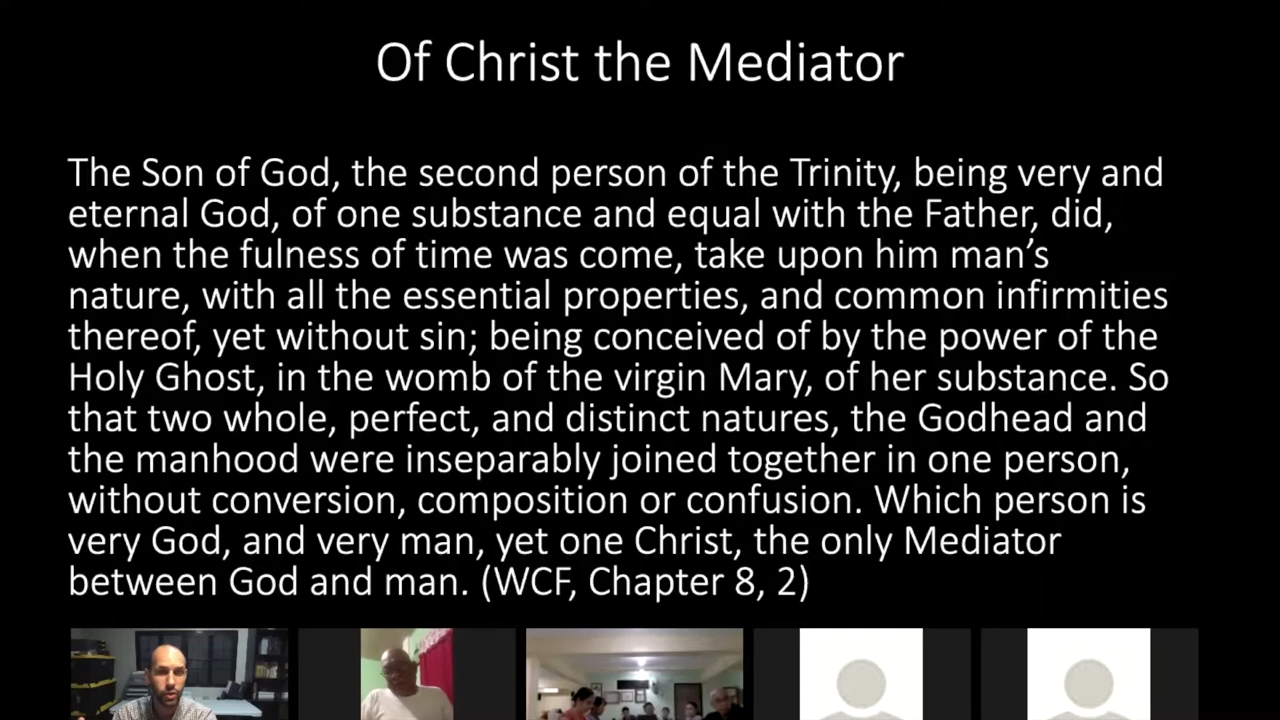 Of Christ the Mediator
The Son of God, the second person of the Trinity, being very and
eternal God, of one substance and equal with the Father, did,
when the fulness of time was come, take upon him man’s
nature, with all the essential properties, and common infirmities
thereof, yet without sin; being conceived of by the power of the
Holy Ghost, in the womb of the virgin Mary, of her substance. So
that two whole, perfect, and distinct natures, the Godhead and
the manhood were inseparably joined together in one person,
without conversion, composition or confusion. Which person is
very God, and very man, yet one Christ, the only Mediator
between God and man. (WCF, Chapter 8, 2)